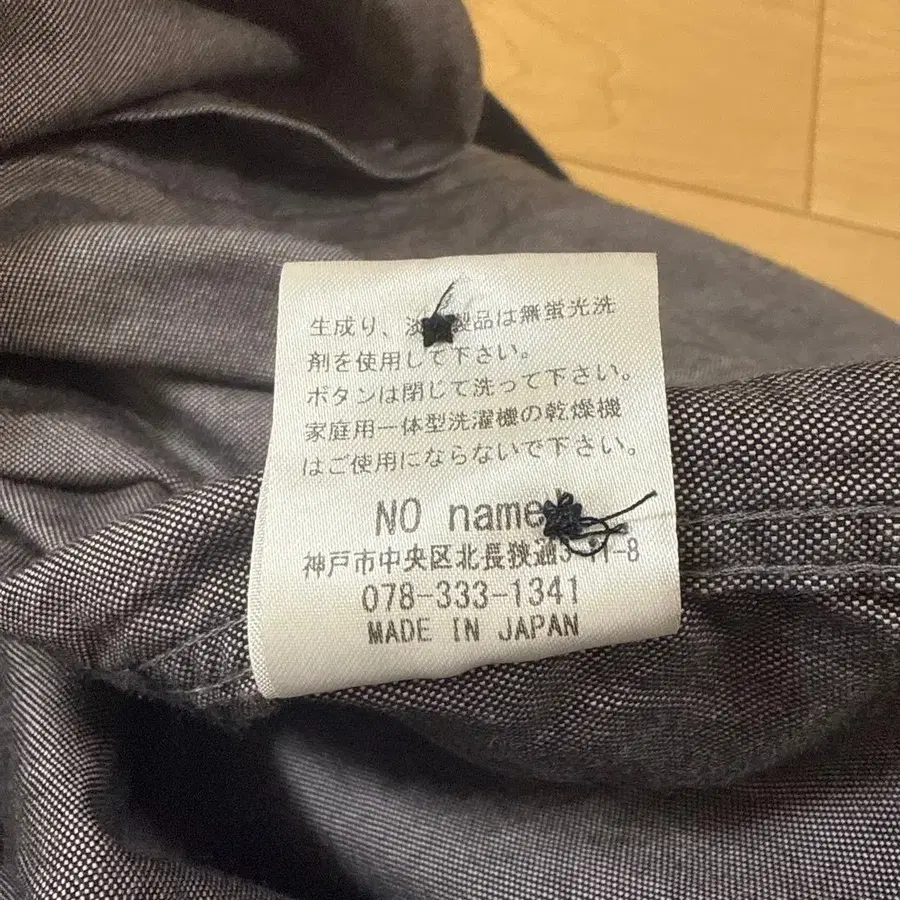 生成り、淡 製品は無蛍光洗
剤を使用して下さい。
ボタンは閉じて洗って下さい。
家庭用一体型洗濯機の乾燥機
はご使用にならないで下さい。
NO name
神戸市中央区北長狭通3-11-8
078-333-1341
MADE IN JAPAN